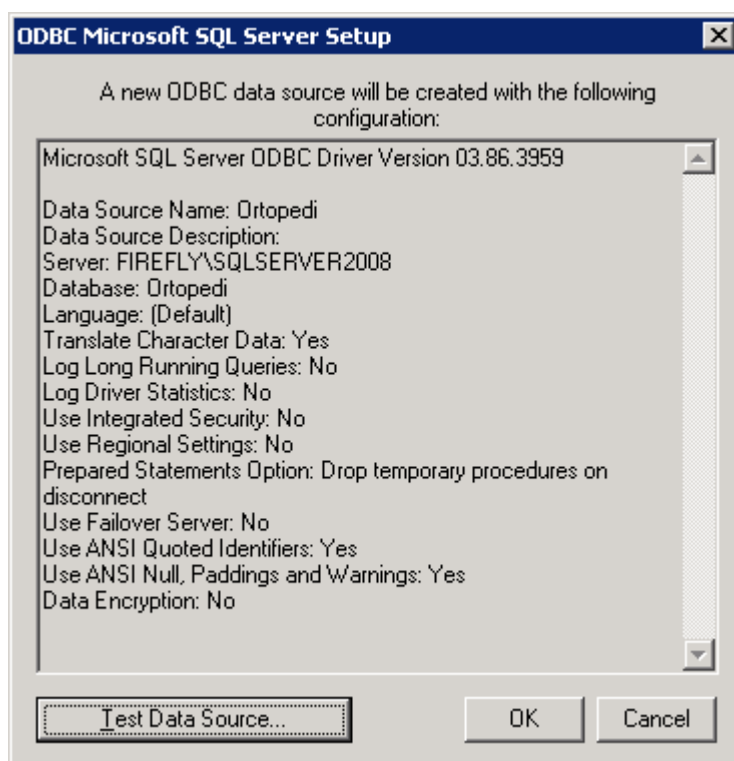 ODBC Microsoft SQL Server Setup
A new ODBC data source will be created with the following
configuration:
Microsoft SQL Server ODBC Driver Version 03.86.3959
Data Source Name: Ortopedi
Data Source Description:
Server: FIREFLY\SQLSERVER2008
Database: Ortopedi
Language: (Default)
Translate Character Data: Yes
Log Long Running Queries: No
Log Driver Statistics: No
Use Integrated Security: No
Use Regional Settings: No
Prepared Statements Option: Drop temporary procedures on
disconnect
Use Failover Server: No
Use ANSI Quoted Identifiers: Yes
Use ANSI Null, Paddings and Warnings: Yes
Data Encryption: No
Test Data Source... OK Cancel